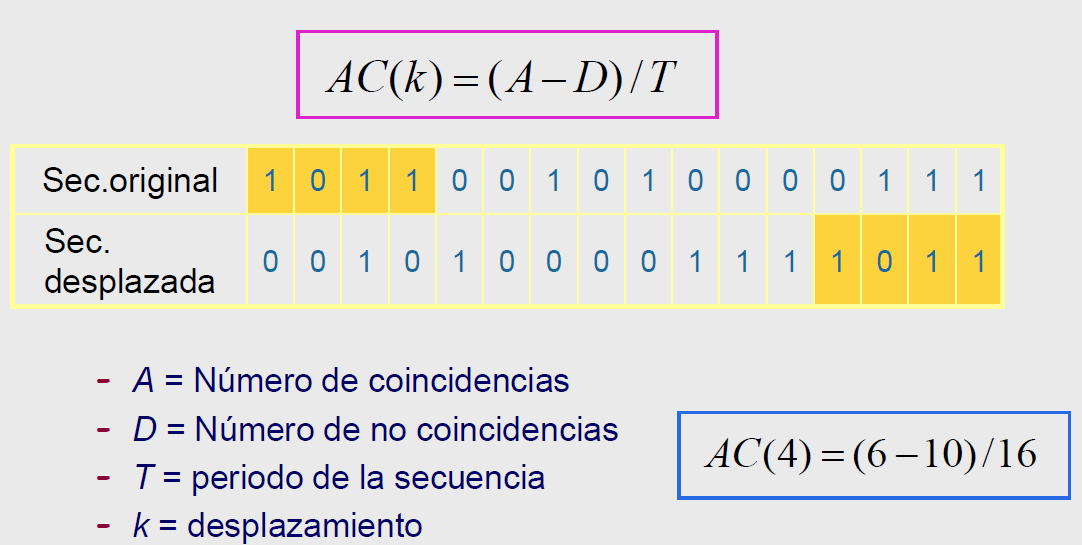 AC(k) = (A − D) / T
Sec.original 1 0 1 1 0 0 1 0 1 0 0 0 0 1 1 1
Sec.
desplazada 0 0 1 0 1 0 0 0 0 1 1 1 1 0 1 1
- A = Número de coincidencias
- D = Número de no coincidencias
- T = periodo de la secuencia
- k = desplazamiento
AC(4) = (6 − 10) / 16